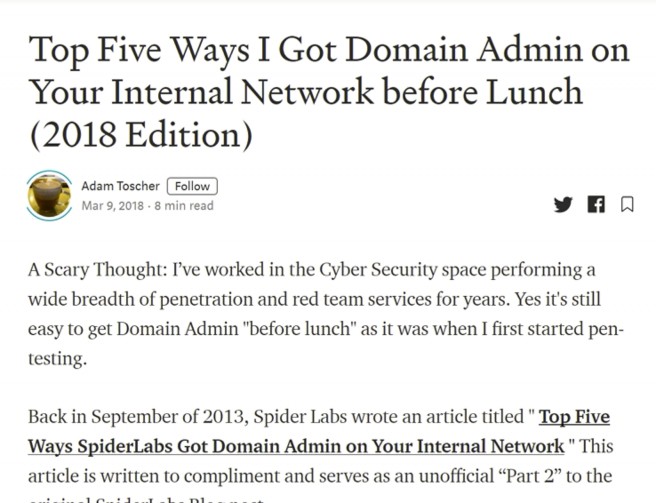 Top Five Ways I Got Domain Admin on
Your Internal Network before Lunch
(2018 Edition)
Adam Toscher Follow
Mar 9, 2018 · 8 min read
A Scary Thought: I’ve worked in the Cyber Security space performing a
wide breadth of penetration and red team services for years. Yes it's still
easy to get Domain Admin "before lunch" as it was when I first started pen-
testing.
Back in September of 2013, Spider Labs wrote an article titled " Top Five
Ways SpiderLabs Got Domain Admin on Your Internal Network " This
article is written to compliment and serves as an unofficial “Part 2” to the
original SpiderLabs Blog post.